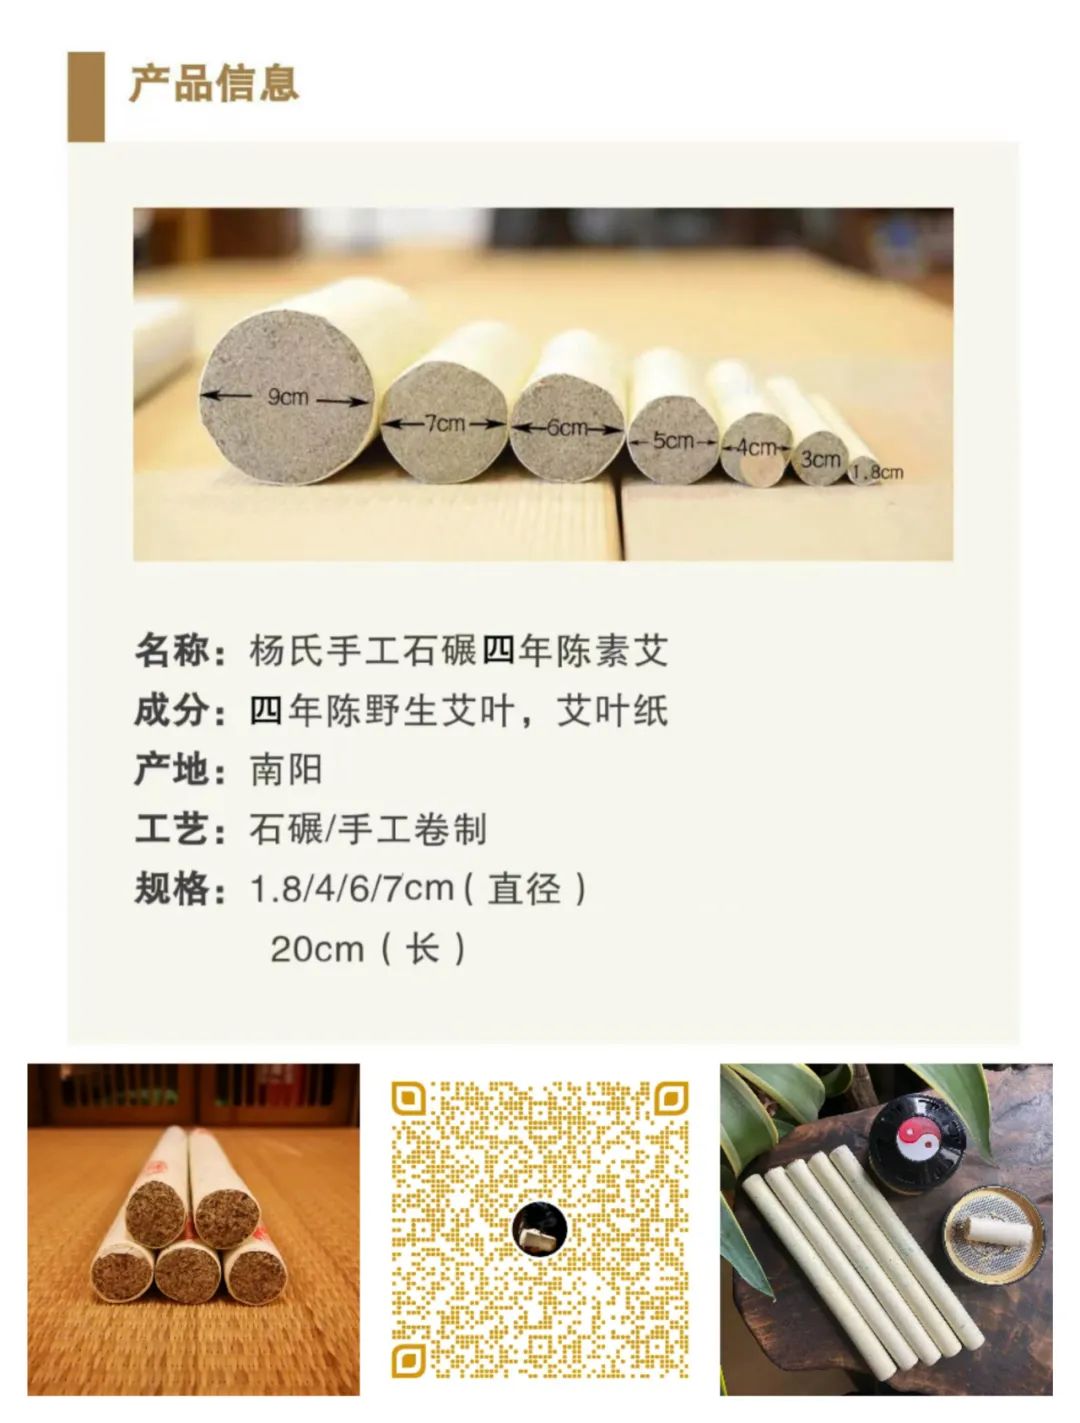 产品信息
9cm
7cm
6cm
5cm
4cm
3cm
1.8cm
名称：杨氏手工石碾四年陈素艾
成分：四年陈野生艾叶，艾叶纸
产地：南阳
工艺：石碾/手工卷制
规格：1.8/4/6/7cm（直径）
20cm（长）